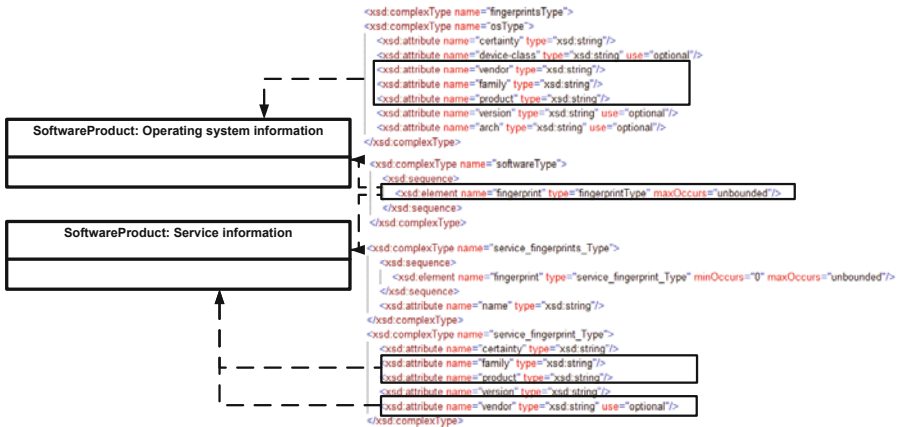 <xsd:complexType name="fingerprintsType">
<xsd:complexType name="osType">
<xsd:attribute name="certainty" type="xsd:string"/>
<xsd:attribute name="device-class" type="xsd:string" use="optional"/>
<xsd:attribute name="vendor" type="xsd:string"/>
<xsd:attribute name="family" type="xsd:string"/>
<xsd:attribute name="product" type="xsd:string"/>
<xsd:attribute name="version" type="xsd:string" use="optional"/>
<xsd:attribute name="arch" type="xsd:string" use="optional"/>
</xsd:complexType>
SoftwareProduct: Operating system information
<xsd:complexType name="softwareType">
<xsd:sequence>
<xsd:element name="fingerprint" type="fingerprintType" maxOccurs="unbounded"/>
</xsd:sequence>
</xsd:complexType>
SoftwareProduct: Service information
<xsd:complexType name="service_fingerprints_Type">
<xsd:sequence>
<xsd:element name="fingerprint" type="service_fingerprint_Type" minOccurs="0" maxOccurs="unbounded"/>
</xsd:sequence>
<xsd:attribute name="name" type="xsd:string"/>
</xsd:complexType>
<xsd:complexType name="service_fingerprint_Type">
<xsd:attribute name="certainty" type="xsd:string"/>
<xsd:attribute name="family" type="xsd:string"/>
<xsd:attribute name="product" type="xsd:string"/>
<xsd:attribute name="version" type="xsd:string"/>
<xsd:attribute name="vendor" type="xsd:string" use="optional"/>
</xsd:complexType>